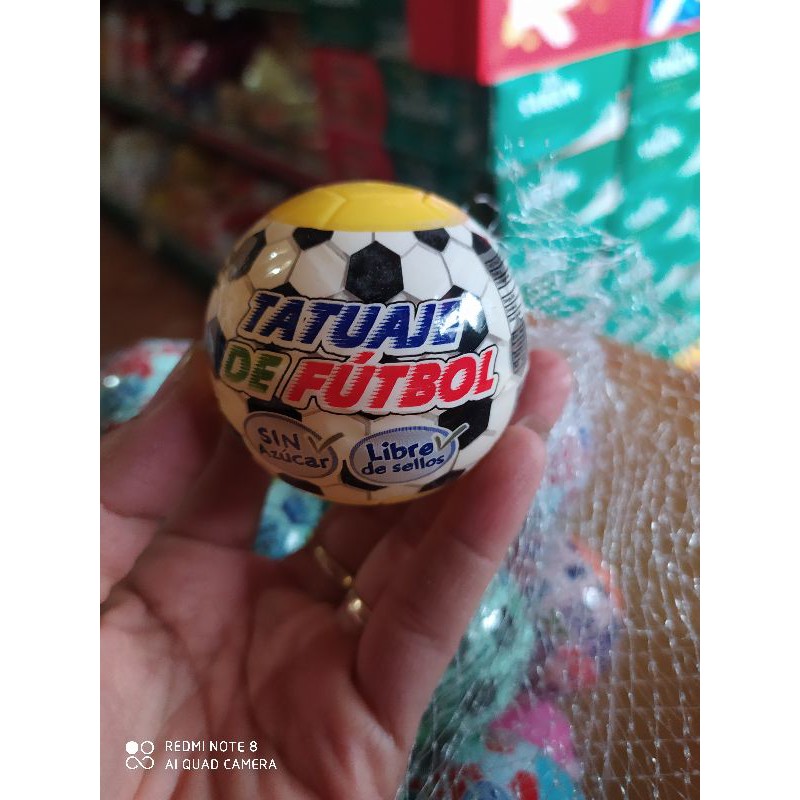 TATUAJE
DE FÚTBOL
SIN
Azúcar
Libre
de sellos
REDMI NOTE 8
AI QUAD CAMERA